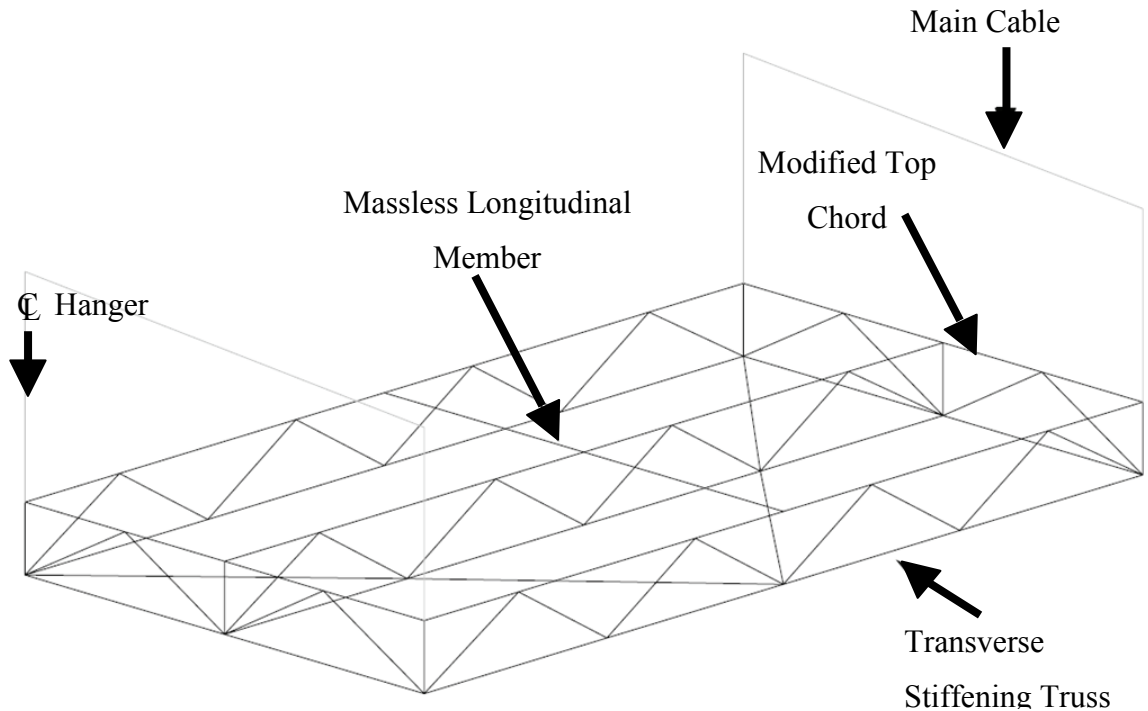 Main Cable
Modified Top
Chord
Massless Longitudinal
Member
℄ Hanger
Transverse
Stiffening Truss